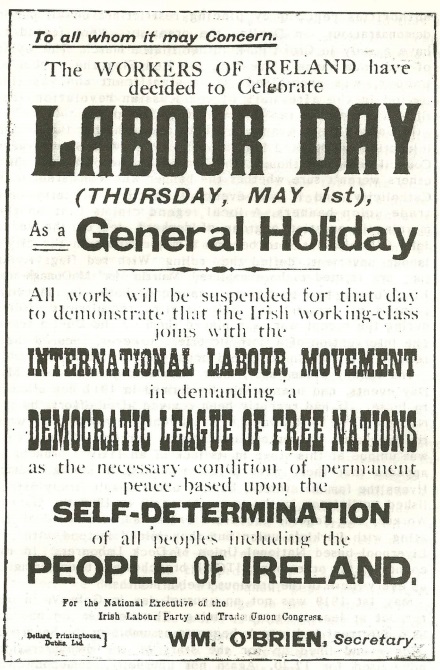 To all whom it may Concern.
The WORKERS OF IRELAND have
decided to Celebrate
LABOUR DAY
(THURSDAY, MAY 1st),
As a General Holiday
All work will be suspended for that day
to demonstrate that the Irish working-class
joins with the
INTERNATIONAL LABOUR MOVEMENT
in demanding a
DEMOCRATIC LEAGUE OF FREE NATIONS
as the necessary condition of permanent
peace based upon the
SELF-DETERMINATION
of all peoples including the
PEOPLE OF IRELAND.
For the National Executive of the
Irish Labour Party and Trade Union Congress.
Dollard, Printinghouse,
Dublin. Ltd. ]
WM. O'BRIEN, Secretary.